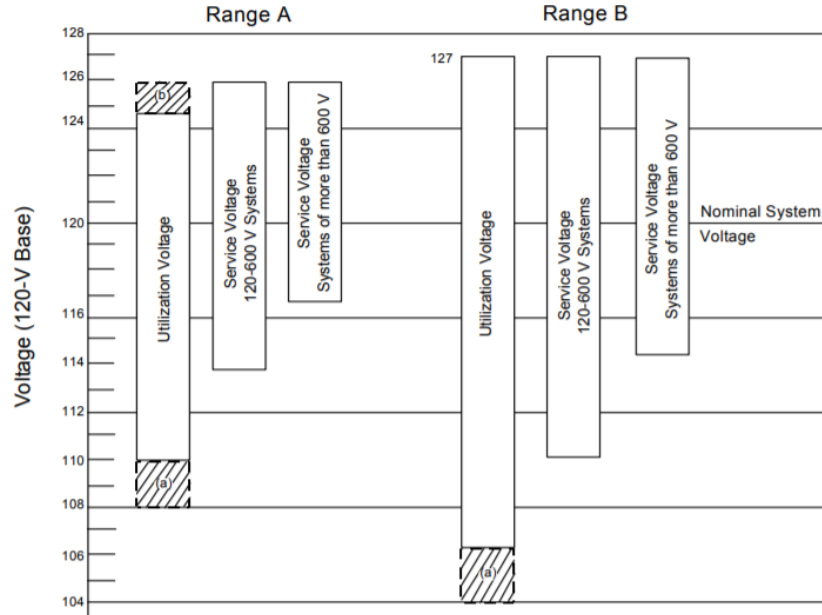 Range A
Range B
Voltage (120-V Base)
128
126
124
120
116
114
112
110
108
106
104
(b)
Utilization Voltage
(a)
Service Voltage
120-600 V Systems
Service Voltage
Systems of more than 600 V
127
Utilization Voltage
(a)
Service Voltage
120-600 V Systems
Service Voltage
Systems of more than 600 V
Nominal System
Voltage